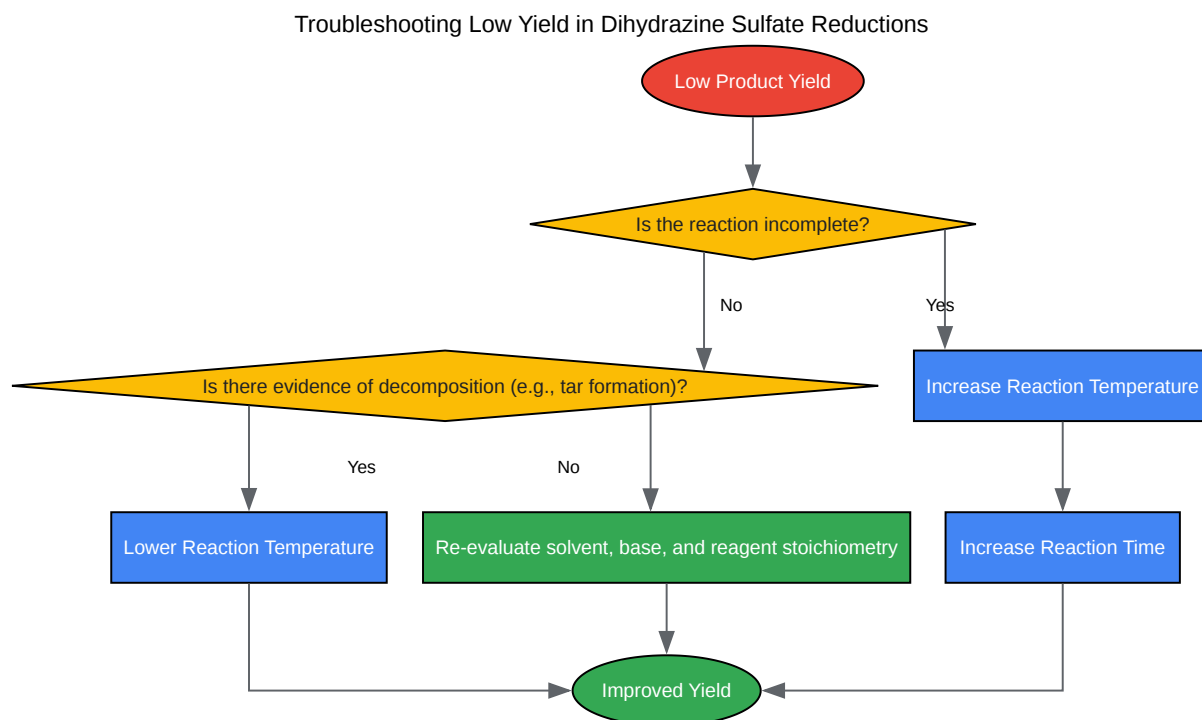 Troubleshooting Low Yield in Dihydrazine Sulfate Reductions
Low Product Yield
Is the reaction incomplete?
No
Yes
Is there evidence of decomposition (e.g., tar formation)?
Increase Reaction Temperature
Yes
No
Lower Reaction Temperature
Re-evaluate solvent, base, and reagent stoichiometry
Increase Reaction Time
Improved Yield